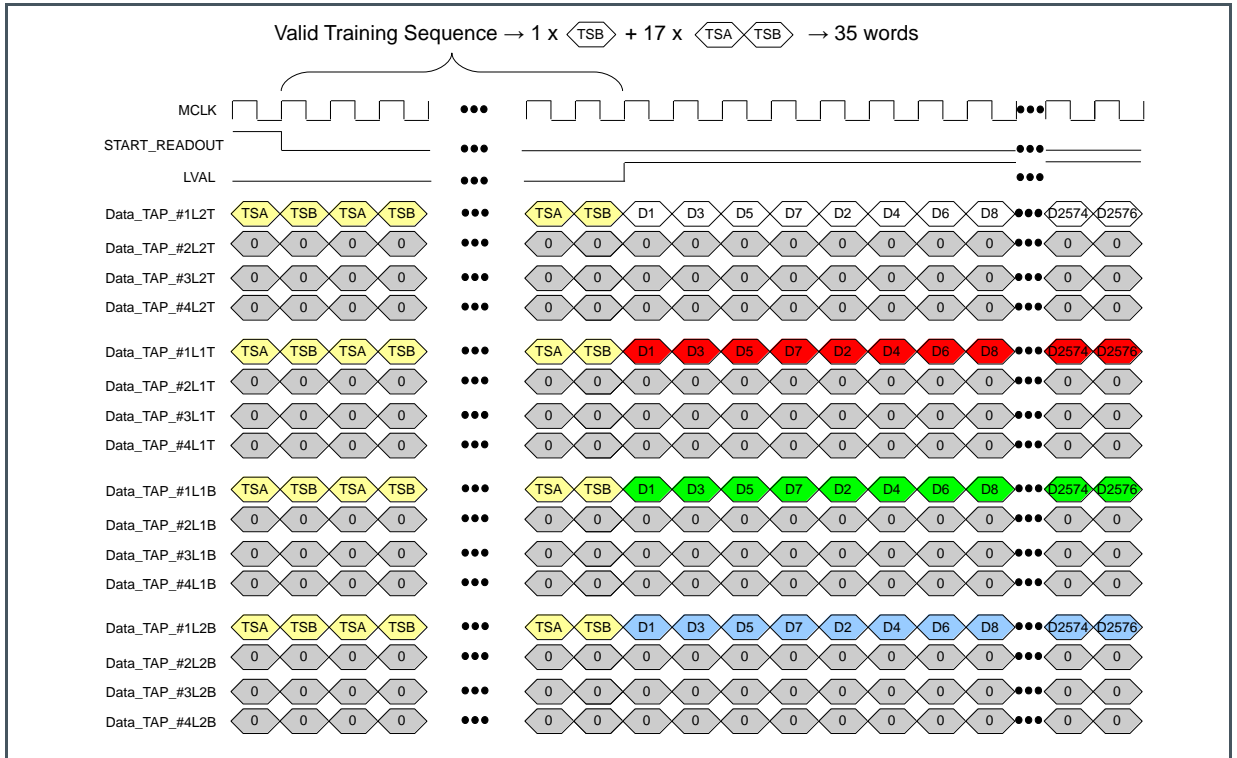 Valid Training Sequence → 1 x TSB + 17 x TSA TSB → 35 words
MCLK •••  •••
START_READOUT ••• •••
LVAL ••• •••
Data_TAP_#1L2T TSA TSB TSA TSB ••• TSA TSB D1 D3 D5 D7 D2 D4 D6 D8 ••• D2574 D2576
Data_TAP_#2L2T 0 0 0 0 ••• 0 0 0 0 0 0 0 0 0 0 ••• 0 0
Data_TAP_#3L2T 0 0 0 0 ••• 0 0 0 0 0 0 0 0 0 0 ••• 0 0
Data_TAP_#4L2T 0 0 0 0 ••• 0 0 0 0 0 0 0 0 0 0 ••• 0 0
Data_TAP_#1L1T TSA TSB TSA TSB ••• TSA TSB D1 D3 D5 D7 D2 D4 D6 D8 ••• D2574 D2576
Data_TAP_#2L1T 0 0 0 0 ••• 0 0 0 0 0 0 0 0 0 0 ••• 0 0
Data_TAP_#3L1T 0 0 0 0 ••• 0 0 0 0 0 0 0 0 0 0 ••• 0 0
Data_TAP_#4L1T 0 0 0 0 ••• 0 0 0 0 0 0 0 0 0 0 ••• 0 0
Data_TAP_#1L1B TSA TSB TSA TSB ••• TSA TSB D1 D3 D5 D7 D2 D4 D6 D8 ••• D2574 D2576
Data_TAP_#2L1B 0 0 0 0 ••• 0 0 0 0 0 0 0 0 0 0 ••• 0 0
Data_TAP_#3L1B 0 0 0 0 ••• 0 0 0 0 0 0 0 0 0 0 ••• 0 0
Data_TAP_#4L1B 0 0 0 0 ••• 0 0 0 0 0 0 0 0 0 0 ••• 0 0
Data_TAP_#1L2B TSA TSB TSA TSB ••• TSA TSB D1 D3 D5 D7 D2 D4 D6 D8 ••• D2574 D2576
Data_TAP_#2L2B 0 0 0 0 ••• 0 0 0 0 0 0 0 0 0 0 ••• 0 0
Data_TAP_#3L2B 0 0 0 0 ••• 0 0 0 0 0 0 0 0 0 0 ••• 0 0
Data_TAP_#4L2B 0 0 0 0 ••• 0 0 0 0 0 0 0 0 0 0 ••• 0 0